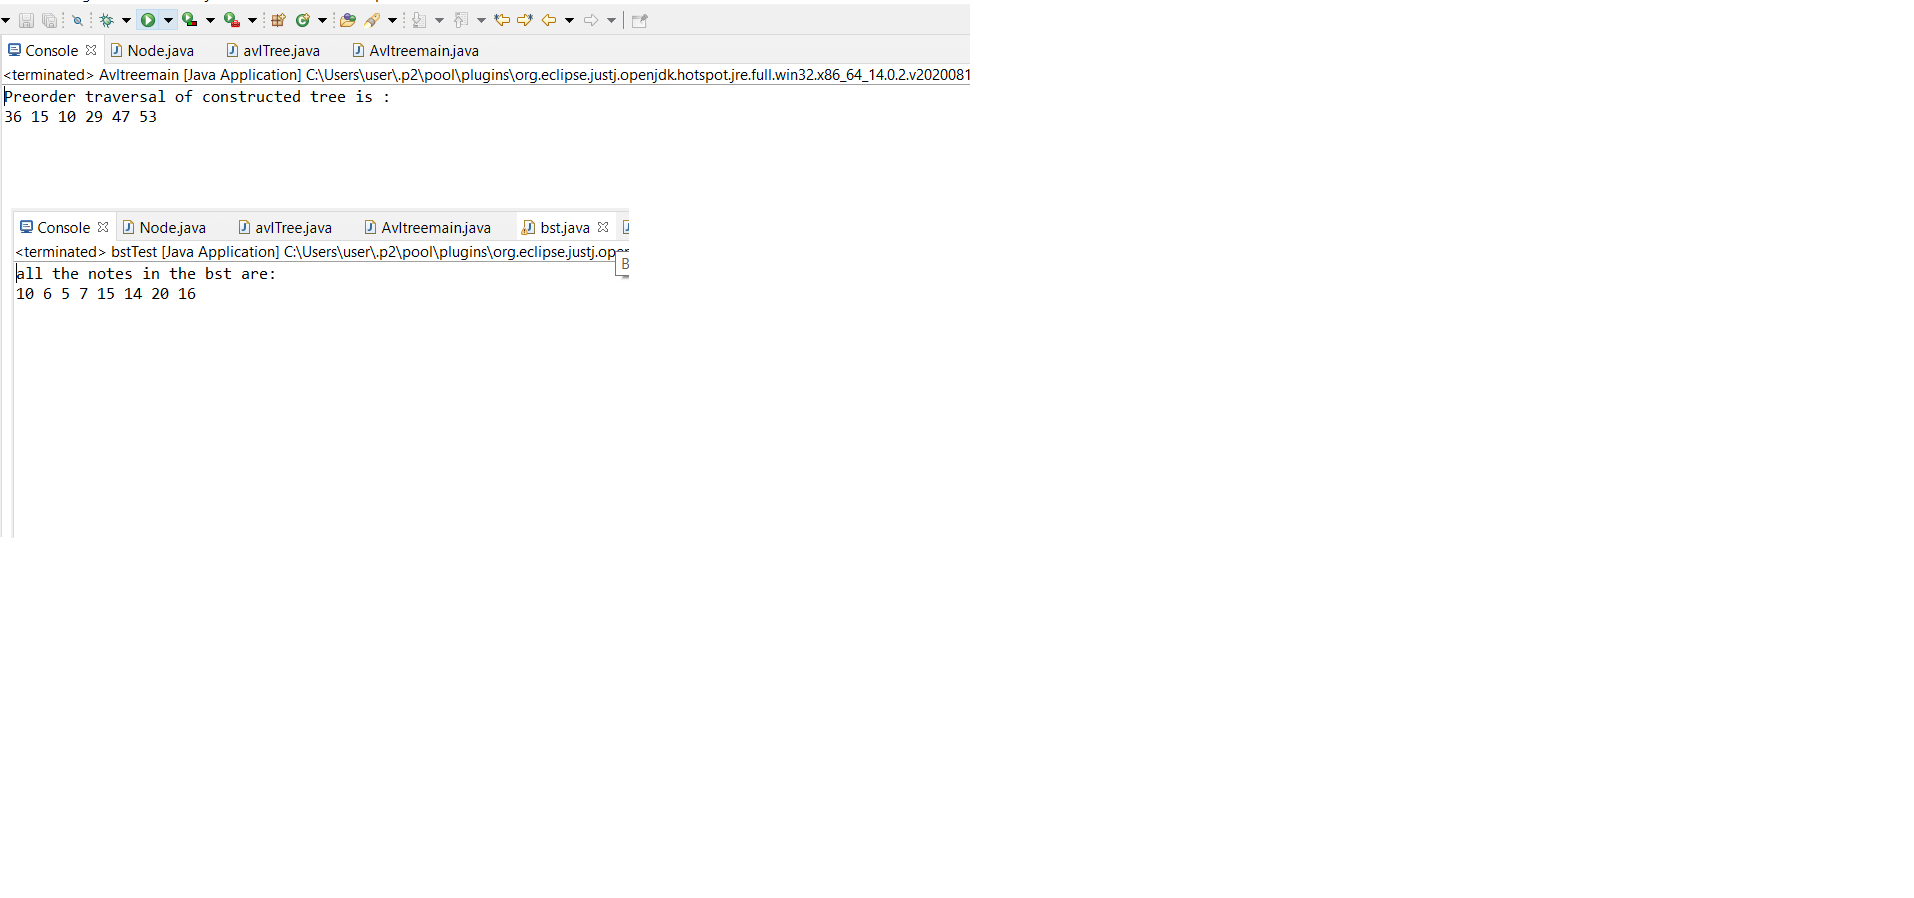 Console Node.java avlTree.java Avltreemain.java
<terminated> Avltreemain [Java Application] C:\Users\user\.p2\pool\plugins\org.eclipse.justj.openjdk.hotspot.jre.full.win32.x86_64_14.0.2.v2020081
Preorder traversal of constructed tree is :
36 15 10 29 47 53
Console Node.java avlTree.java Avltreemain.java bst.java
<terminated> bstTest [Java Application] C:\Users\user\.p2\pool\plugins\org.eclipse.justj.ope
B
all the notes in the bst are:
10 6 5 7 15 14 20 16